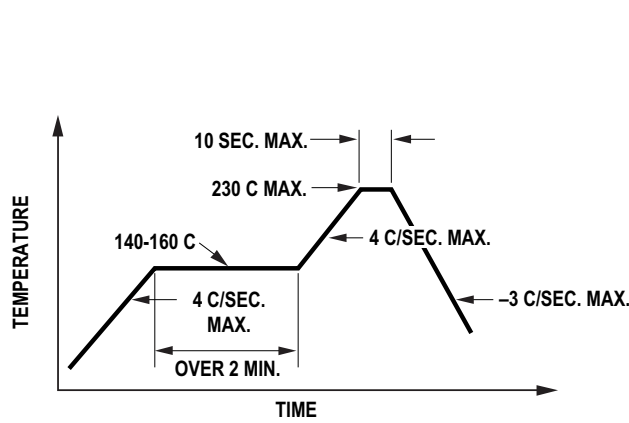 10 SEC. MAX.
230 C MAX.
140-160 C
4 C/SEC. MAX.
4 C/SEC.
MAX.
–3 C/SEC. MAX.
OVER 2 MIN.
TEMPERATURE
TIME